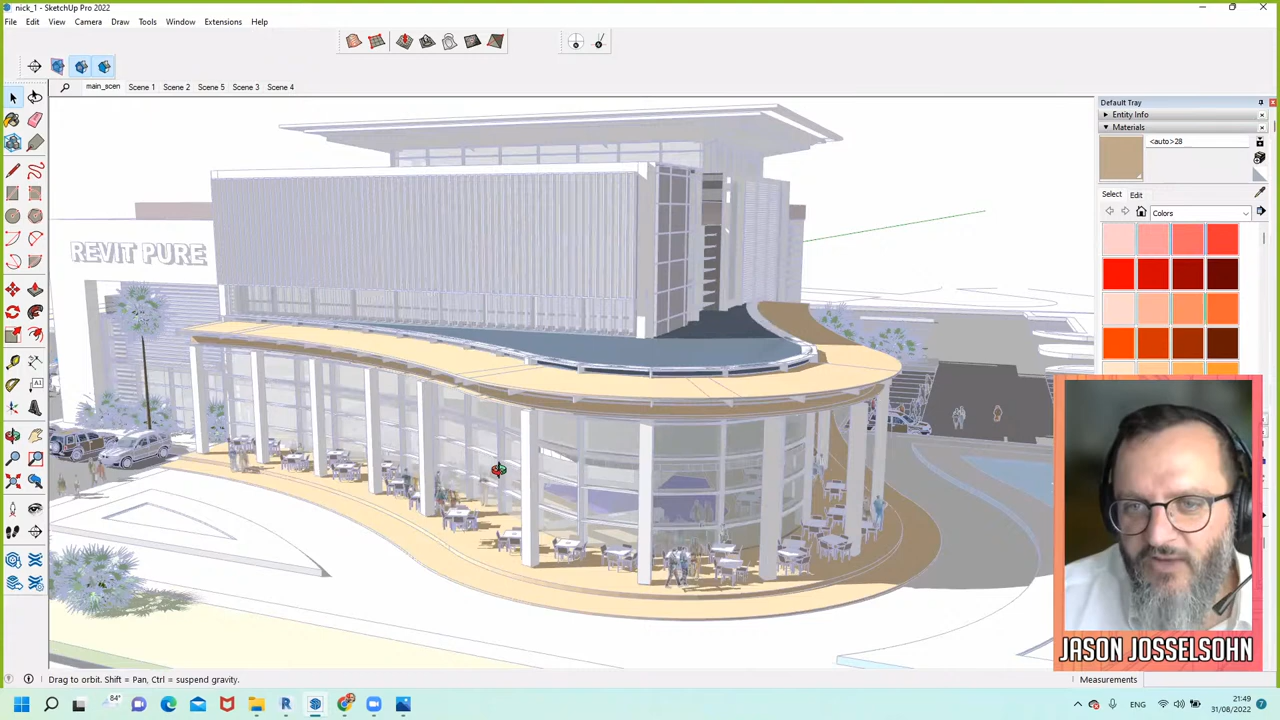 nick_1 - SketchUp Pro 2022
File Edit View Camera Draw Tools Window Extensions Help
main_scen Scene 1 Scene 2 Scene 5 Scene 3 Scene 4
Default Tray
Entity Info
Materials
<auto>28
Select Edit
Colors
REVIT PURE
AI
JASON JOSSELSOHN
Drag to orbit. Shift = Pan, Ctrl = suspend gravity.
Measurements
84°
ENG
21:49
31/08/2022